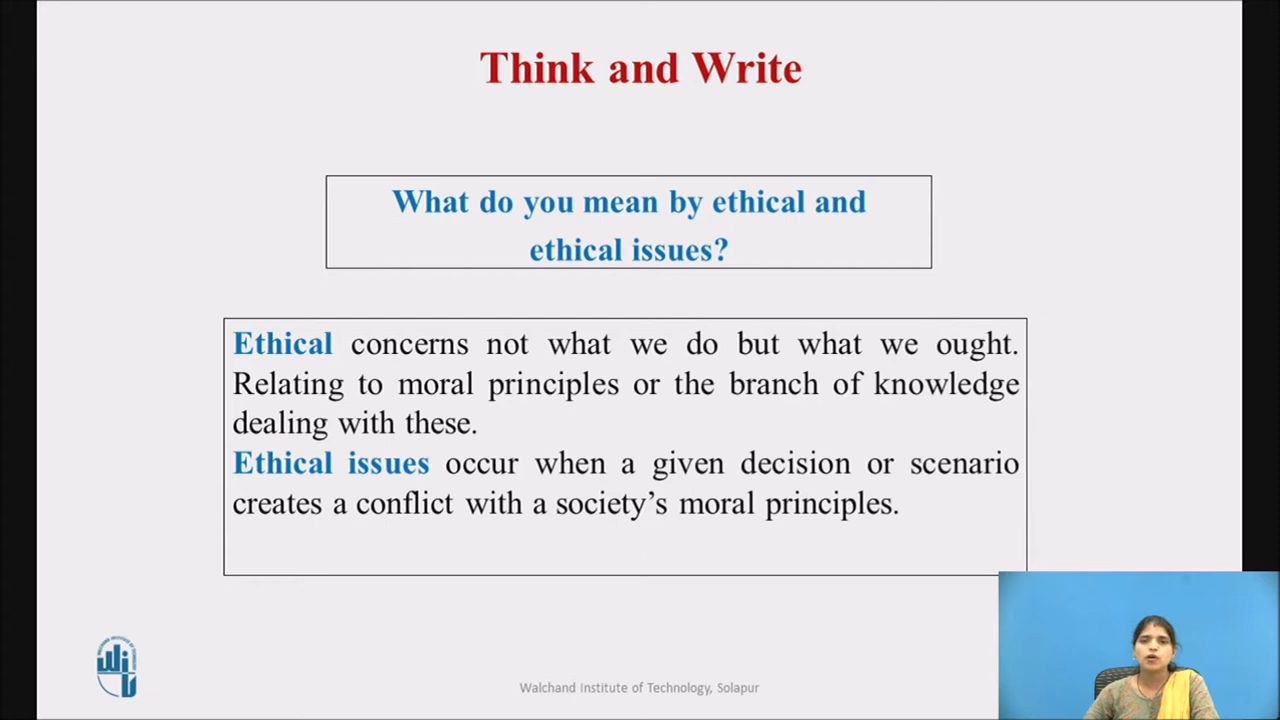 Think and Write
What do you mean by ethical and
ethical issues?
Ethical concerns not what we do but what we ought.
Relating to moral principles or the branch of knowledge
dealing with these.
Ethical issues occur when a given decision or scenario
creates a conflict with a society’s moral principles.
Walchand Institute of Technology, Solapur